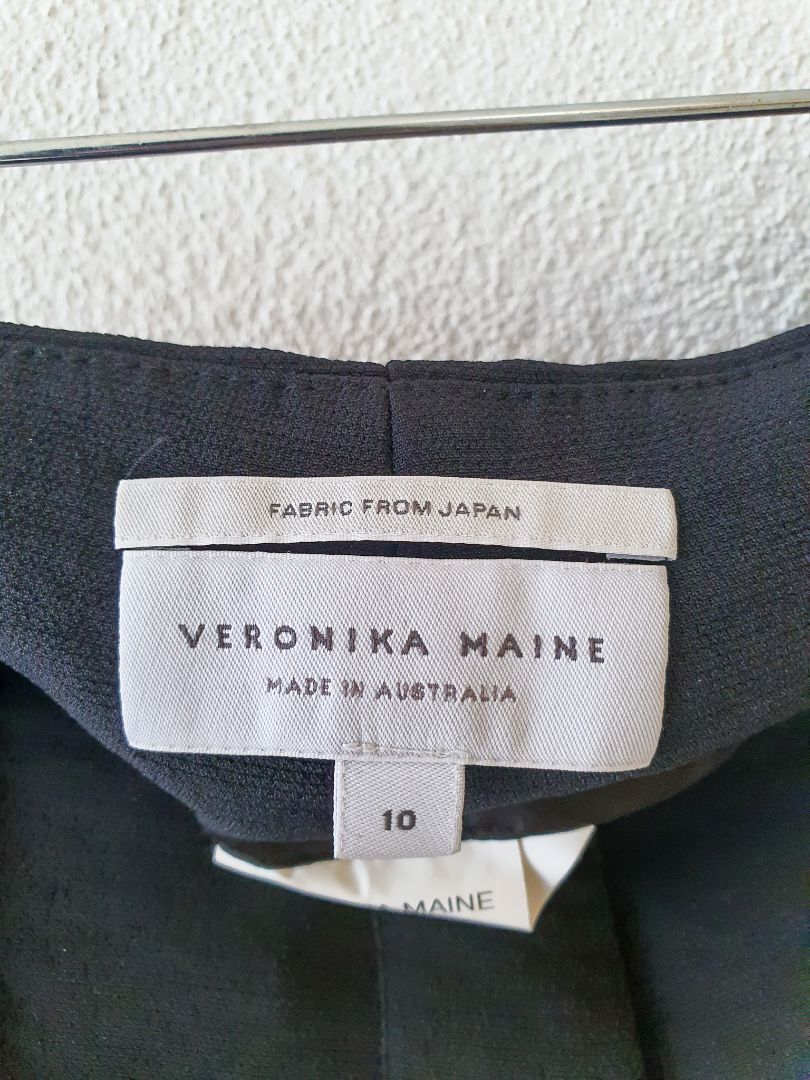 FABRIC FROM JAPAN
VERONIKA MAINE
MADE IN AUSTRALIA
10
MAINE